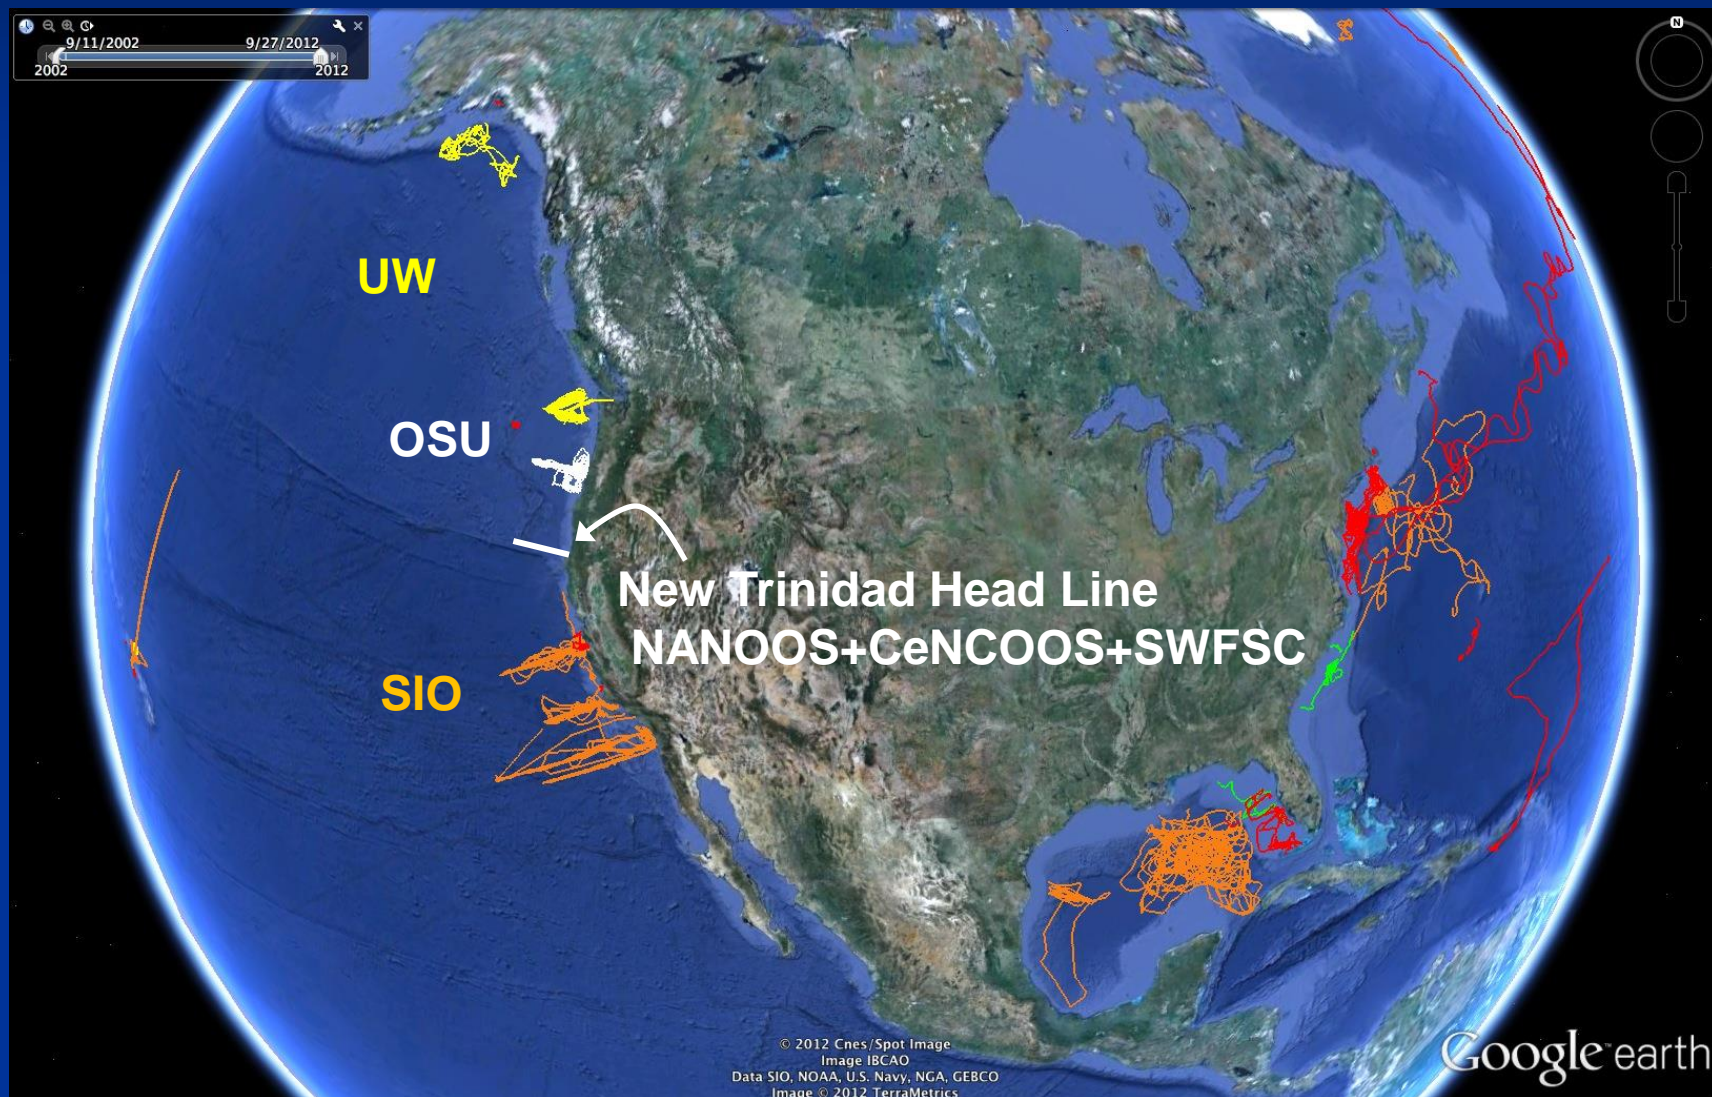 9/11/2002 9/27/2012
2002 2012
N
UW
OSU
New Trinidad Head Line
NANOOS+CeNCOOS+SWFSC
SIO
© 2012 Cnes/Spot Image
Image IBCAO
Data SIO, NOAA, U.S. Navy, NGA, GEBCO
Image © 2012 TerraMetrics
Google earth